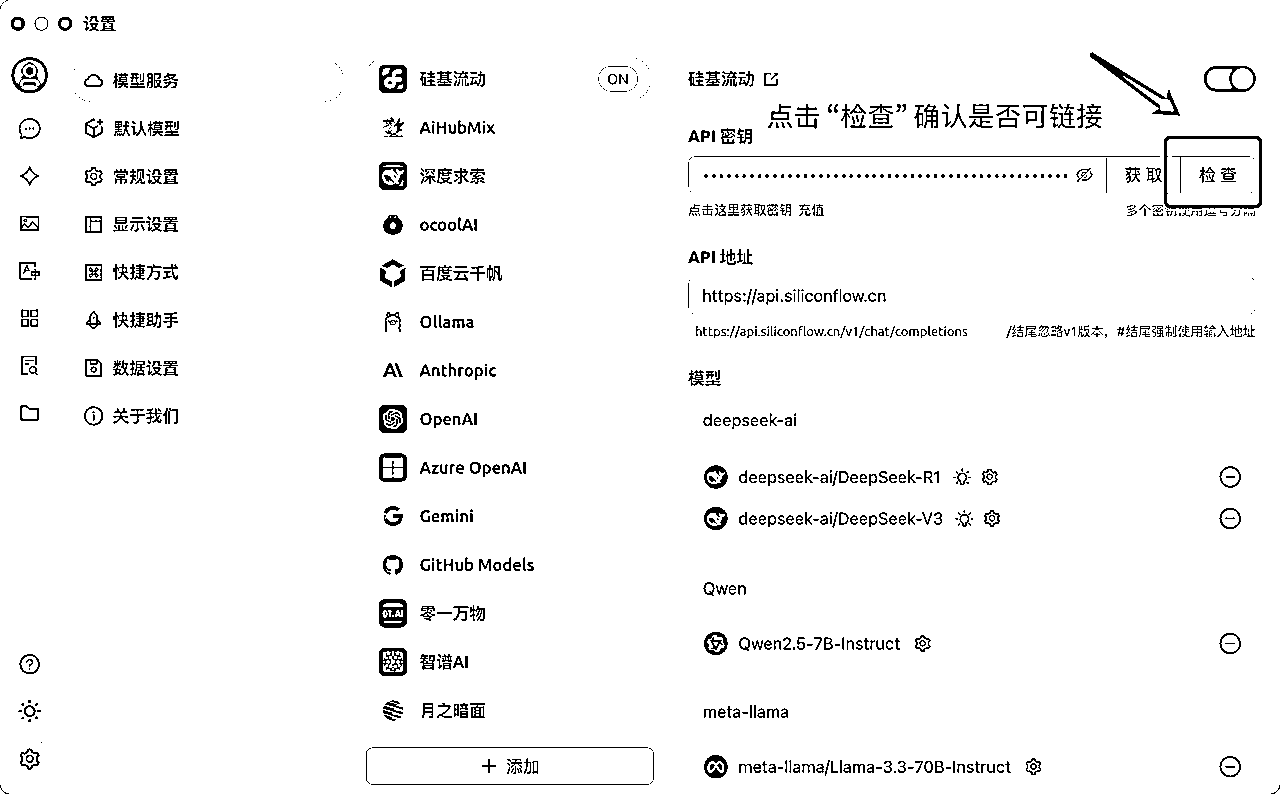 设置
模型服务
默认模型
常规设置
显示设置
快捷方式
快捷助手
数据设置
关于我们
硅基流动 ON
AiHubMix
深度求索
ocoolAI
百度云千帆
Ollama
Anthropic
OpenAI
Azure OpenAI
Gemini
GitHub Models
零一万物
智谱AI
月之暗面
添加
硅基流动
点击“检查”确认是否可链接
API 密钥
获取 检查
点击这里获取密钥 充值 多个密钥使用逗号分隔
API 地址
https://api.siliconflow.cn
https://api.siliconflow.cn/v1/chat/completions /结尾忽略v1版本，#结尾强制使用输入地址
模型
deepseek-ai
deepseek-ai/DeepSeek-R1
deepseek-ai/DeepSeek-V3
Qwen
Qwen2.5-7B-Instruct
meta-llama
meta-llama/Llama-3.3-70B-Instruct